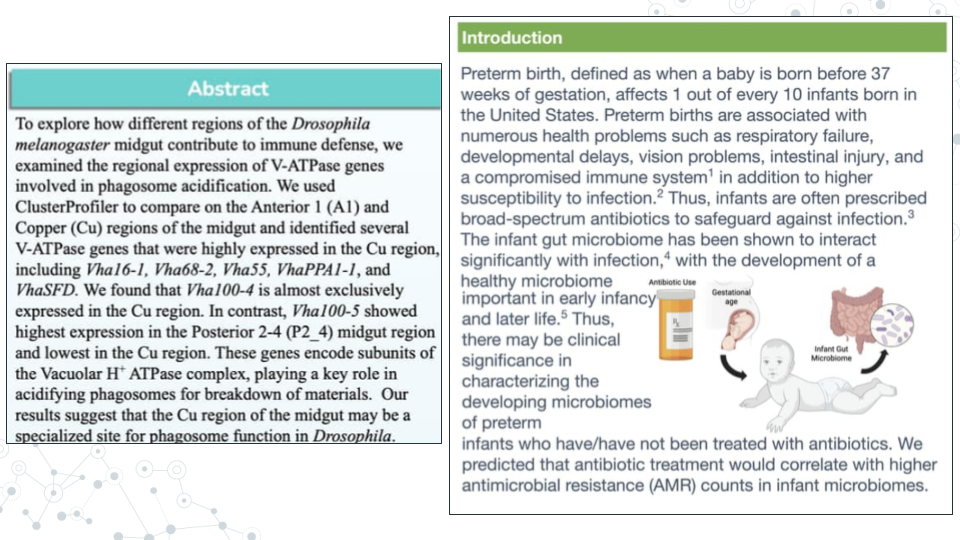 Abstract
To explore how different regions of the Drosophila
melanogaster midgut contribute to immune defense, we
examined the regional expression of V-ATPase genes
involved in phagosome acidification. We used
ClusterProfiler to compare on the Anterior 1 (A1) and
Copper (Cu) regions of the midgut and identified several
V-ATPase genes that were highly expressed in the Cu region,
including Vha16-1, Vha68-2, Vha55, VhaPPA1-1, and
VhaSFD. We found that Vha100-4 is almost exclusively
expressed in the Cu region. In contrast, Vha100-5 showed
highest expression in the Posterior 2-4 (P2_4) midgut region
and lowest in the Cu region. These genes encode subunits of
the Vacuolar H⁺ ATPase complex, playing a key role in
acidifying phagosomes for breakdown of materials. Our
results suggest that the Cu region of the midgut may be a
specialized site for phagosome function in Drosophila.
Introduction
Preterm birth, defined as when a baby is born before 37
weeks of gestation, affects 1 out of every 10 infants born in
the United States. Preterm births are associated with
numerous health problems such as respiratory failure,
developmental delays, vision problems, intestinal injury, and
a compromised immune system¹ in addition to higher
susceptibility to infection.² Thus, infants are often prescribed
broad-spectrum antibiotics to safeguard against infection.³
The infant gut microbiome has been shown to interact
significantly with infection,⁴ with the development of a
healthy microbiome
important in early infancy
and later life.⁵ Thus,
there may be clinical
significance in
characterizing the
developing microbiomes
of preterm
infants who have/have not been treated with antibiotics. We
predicted that antibiotic treatment would correlate with higher
antimicrobial resistance (AMR) counts in infant microbiomes.
Antibiotic Use
Gestational
age
Rx
Infant Gut
Microbiome